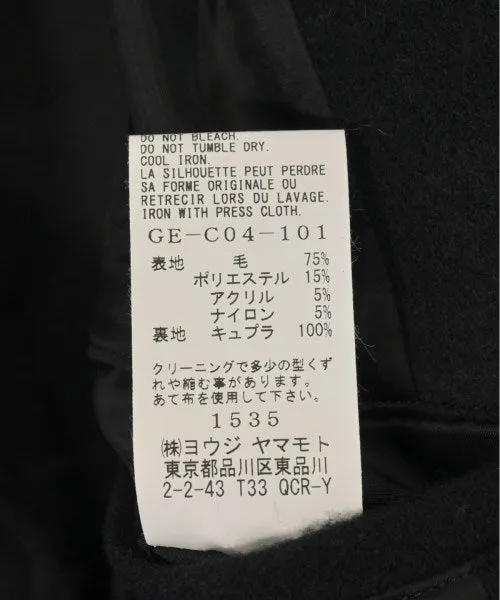 DO NOT BLEACH.
DO NOT TUMBLE DRY.
COOL IRON.
LA SILHOUETTE PEUT PERDRE
SA FORME ORIGINALE OU
RETRECIR LORS DU LAVAGE.
IRON WITH PRESS CLOTH.
GE-C04-101
表地 毛 75%
ポリエステル 15%
アクリル 5%
ナイロン 5%
裏地 キュプラ 100%
クリーニングで多少の型くず
れや縮む事があります。
あて布を使用して下さい。
1535
㈱ヨウジ ヤマモト
東京都品川区東品川
2-2-43 T33 QCR-Y